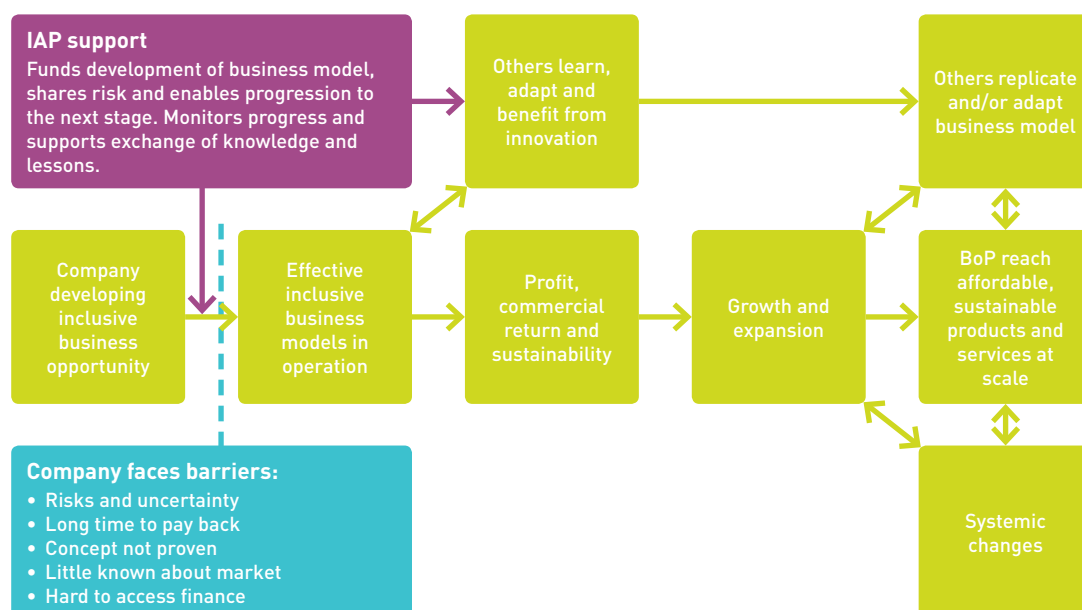 IAP support
Funds development of business model,
shares risk and enables progression to
the next stage. Monitors progress and
supports exchange of knowledge and
lessons.
Others learn,
adapt and
benefit from
innovation
Others replicate
and/or adapt
business model
Company
developing
inclusive
business
opportunity
Effective
inclusive
business
models in
operation
Profit,
commercial
return and
sustainability
Growth and
expansion
BoP reach
affordable,
sustainable
products and
services at
scale
Company faces barriers:
• Risks and uncertainty
• Long time to pay back
• Concept not proven
• Little known about market
• Hard to access finance
Systemic
changes